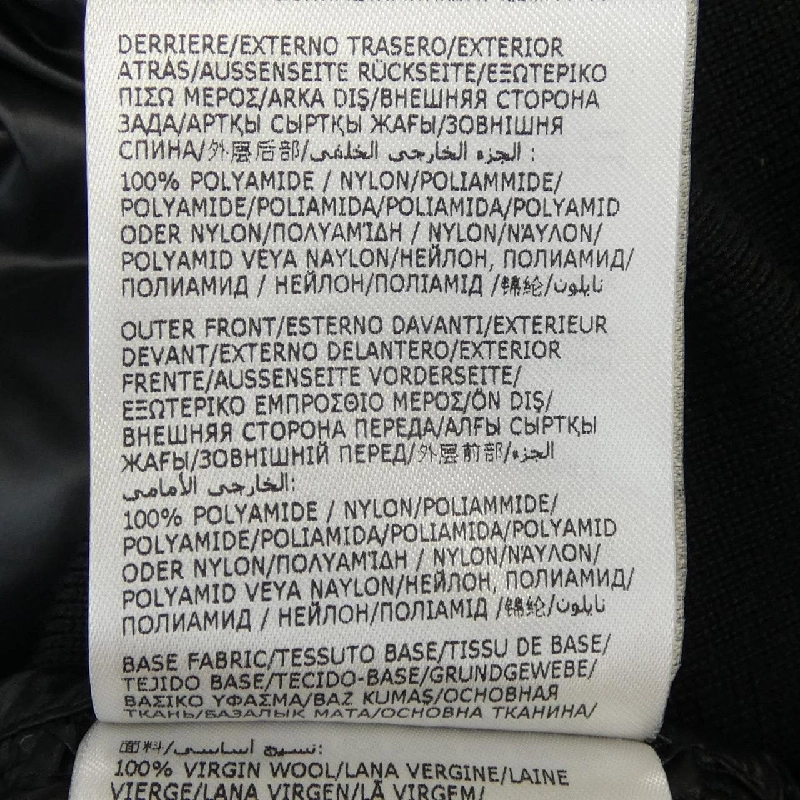 DERRIERE/EXTERNO TRASERO/EXTERIOR
ATRÁS/AUSSENSEITE RÜCKSEITE/ΕΞΩΤΕΡΙΚΟ
ΠΙΣΩ ΜΕΡΟΣ/ARKA DIŞ/ВНЕШНЯЯ СТОРОНА
ЗАДА/АРТҚЫ СЫРТҚЫ ЖАҒЫ/ЗОВНІШНЯ
СПИНА/外层后部/الجزء الخارجي الخلفي :
100% POLYAMIDE / NYLON/POLIAMMIDE/
POLYAMIDE/POLIAMIDA/POLIAMIDA/POLYAMID
ODER NYLON/ΠΟΛΥΑΜΊΔΗ / NYLON/ΝΆΥΛΟΝ/
POLYAMID VEYA NAYLON/НЕЙЛОН, ПОЛИАМИД/
ПОЛИАМИД / НЕЙЛОН/ПОЛІАМІД /锦纶/نايلون
OUTER FRONT/ESTERNO DAVANTI/EXTERIEUR
DEVANT/EXTERNO DELANTERO/EXTERIOR
FRENTE/AUSSENSEITE VORDERSEITE/
ΕΞΩΤΕΡΙΚΟ ΕΜΠΡΟΣΘΙΟ ΜΕΡΟΣ/ÖN DIŞ/
ВНЕШНЯЯ СТОРОНА ПЕРЕДА/АЛҒЫ СЫРТҚЫ
ЖАҒЫ/ЗОВНІШНІЙ ПЕРЕД/外层前部/الجزء
الخارجي الأمامي:
100% POLYAMIDE / NYLON/POLIAMMIDE/
POLYAMIDE/POLIAMIDA/POLIAMIDA/POLYAMID
ODER NYLON/ΠΟΛΥΑΜΊΔΗ / NYLON/ΝΆΥΛΟΝ/
POLYAMID VEYA NAYLON/НЕЙЛОН, ПОЛИАМИД/
ПОЛИАМИД / НЕЙЛОН/ПОЛІАМІД /锦纶/نايلون
BASE FABRIC/TESSUTO BASE/TISSU DE BASE/
TEJIDO BASE/TECIDO-BASE/GRUNDGEWEBE/
ΒΑΣΙΚΟ ΥΦΑΣΜΑ/BAZ KUMAŞ/ОСНОВНАЯ
ТКАНЬ/БАЗАЛЫК МАТА/ОСНОВНА ТКАНИНА/
面料/نسيج أساسي:
100% VIRGIN WOOL/LANA VERGINE/LAINE
VIERGE/LANA VIRGEN/LÃ VIRGEM/